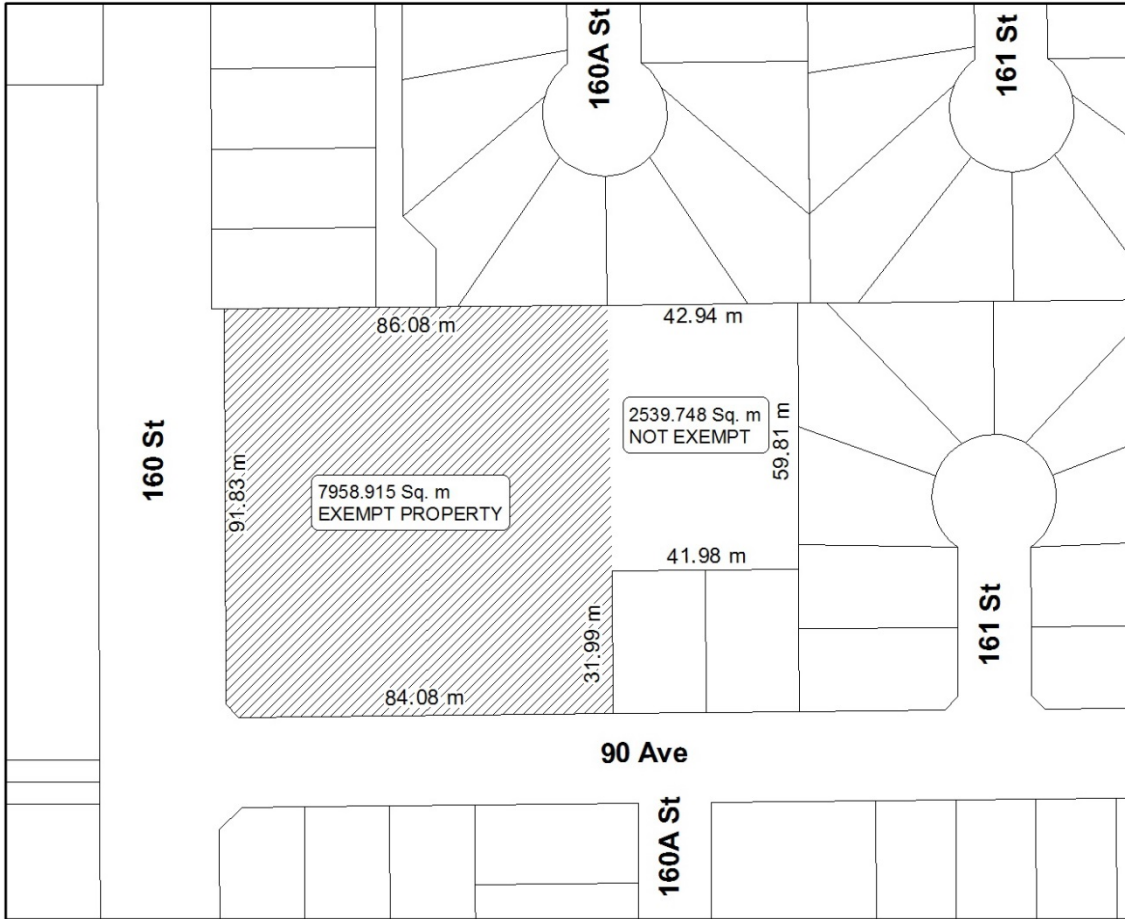 160A St
161 St
86.08 m
42.94 m
2539.748 Sq. m
NOT EXEMPT
59.81 m
160 St
91.83 m
7958.915 Sq. m
EXEMPT PROPERTY
41.98 m
31.99 m
161 St
84.08 m
90 Ave
160A St